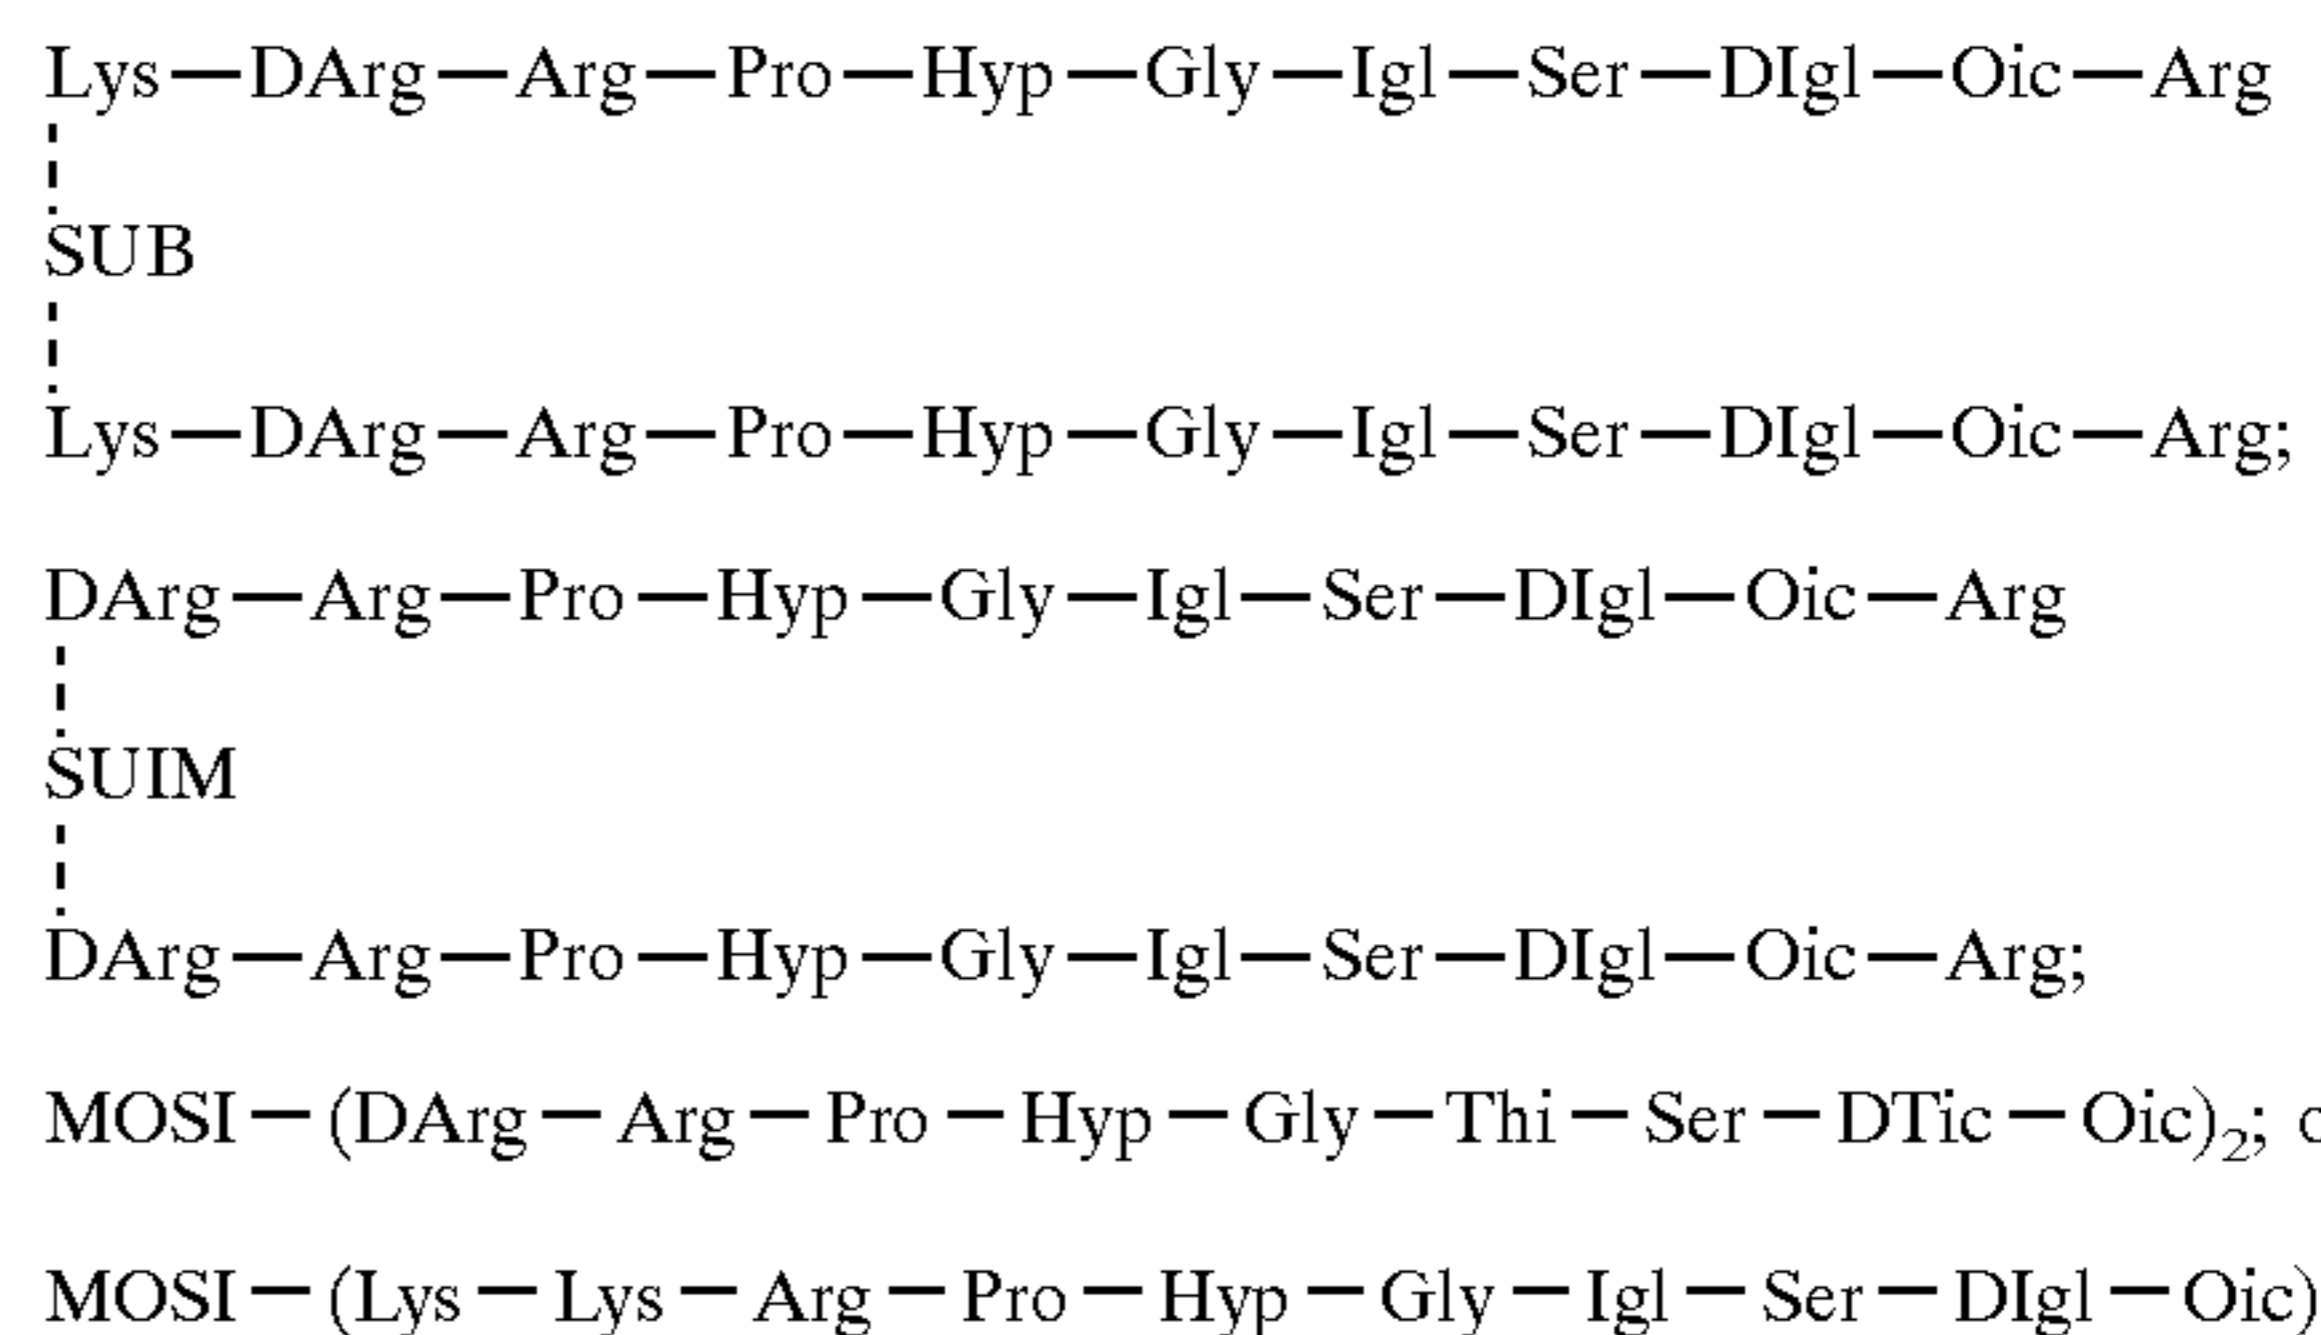 Lys—DArg—Arg—Pro—Hyp—Gly—Igl—Ser—DIgl—Oic—Arg
SUB
Lys—DArg—Arg—Pro—Hyp—Gly—Igl—Ser—DIgl—Oic—Arg;
DArg—Arg—Pro—Hyp—Gly—Igl—Ser—DIgl—Oic—Arg
SUIM
DArg—Arg—Pro—Hyp—Gly—Igl—Ser—DIgl—Oic—Arg;
MOSI—(DArg—Arg—Pro—Hyp—Gly—Thi—Ser—DTic—Oic)₂;
MOSI—(Lys—Lys—Arg—Pro—Hyp—Gly—Igl—Ser—DIgl—Oic)